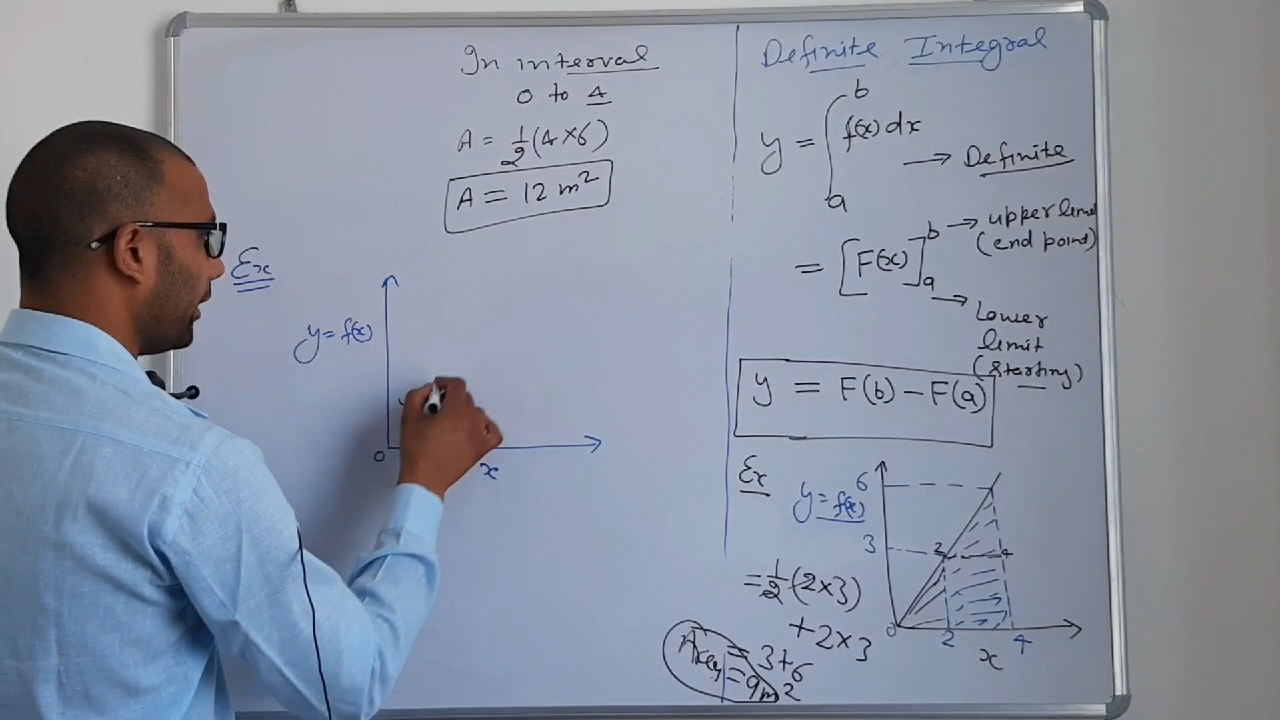 In interval
0 to 4
A = 1/2 (4×6)
A = 12 m²
Ex
y = f(x)
0
x
Definite Integral
y = ∫ₐᵇ f(x) dx
→ Definite
= [F(x)]ₐᵇ
→ upper limi
(end point)
→ Lower
limit
(starting)
y = F(b) − F(a)
Ex
y = f(x)
6
3
2
4
0
2
4
x
= 1/2 (2×3)
+ 2×3
= 3+6
= 9m²